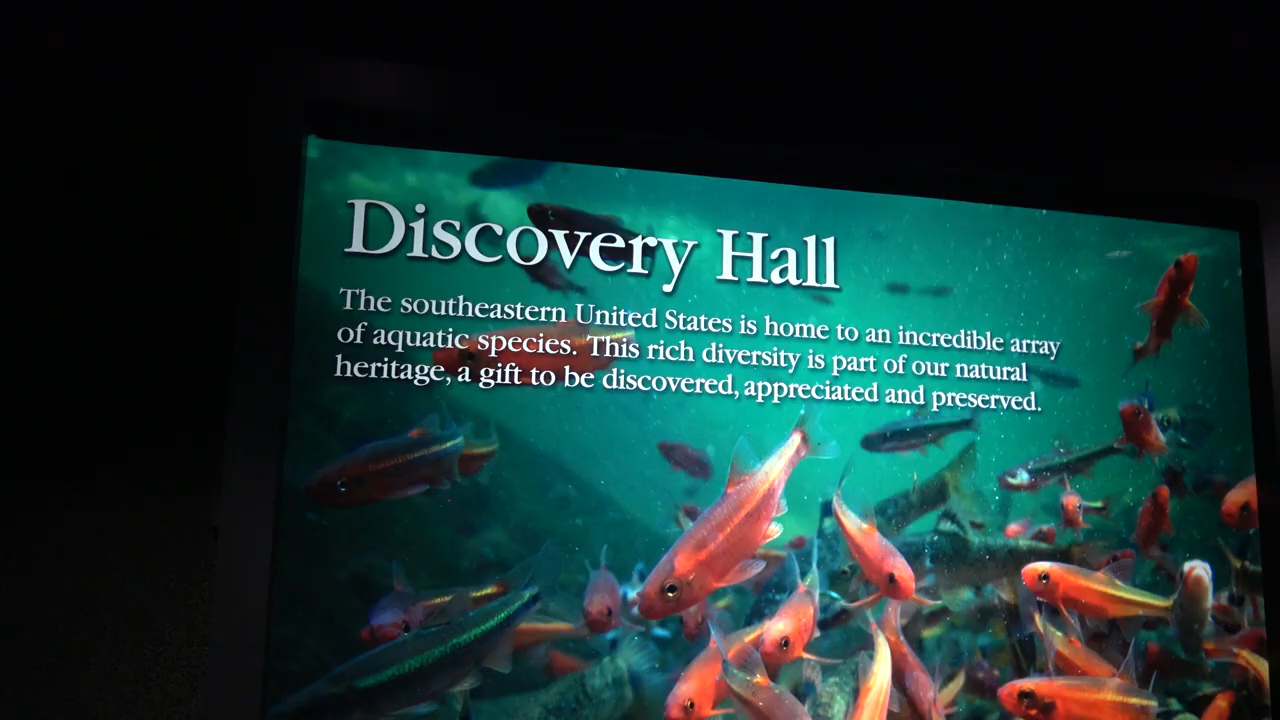 Discovery Hall
The southeastern United States is home to an incredible array
of aquatic species. This rich diversity is part of our natural
heritage, a gift to be discovered, appreciated and preserved.